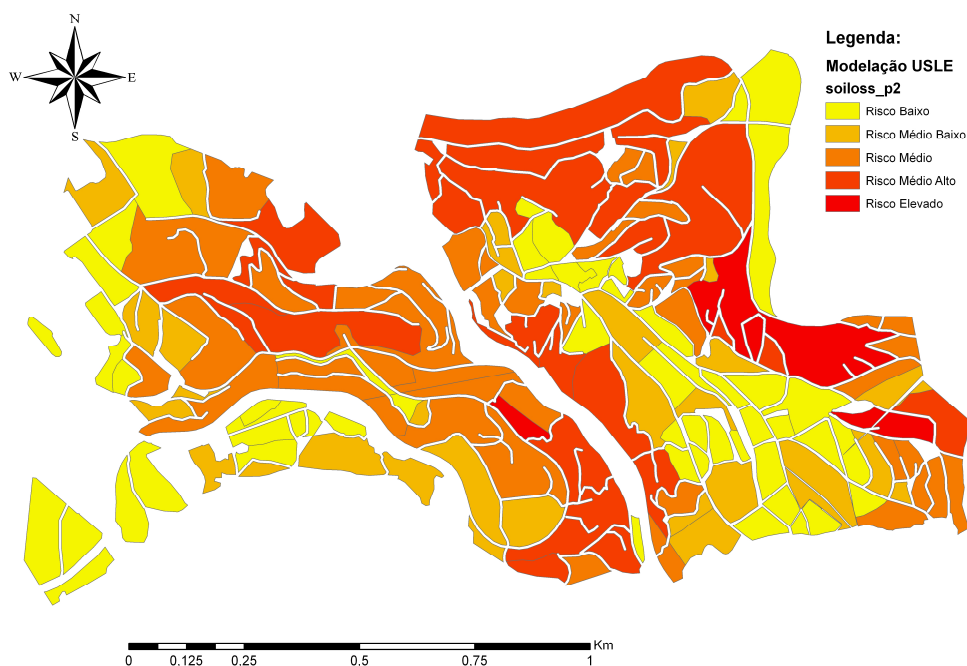 N
W
E
S
Legenda:
Modelação USLE
soiloss_p2
Risco Baixo
Risco Médio Baixo
Risco Médio
Risco Médio Alto
Risco Elevado
Km
0 0.125 0.25 0.5 0.75 1